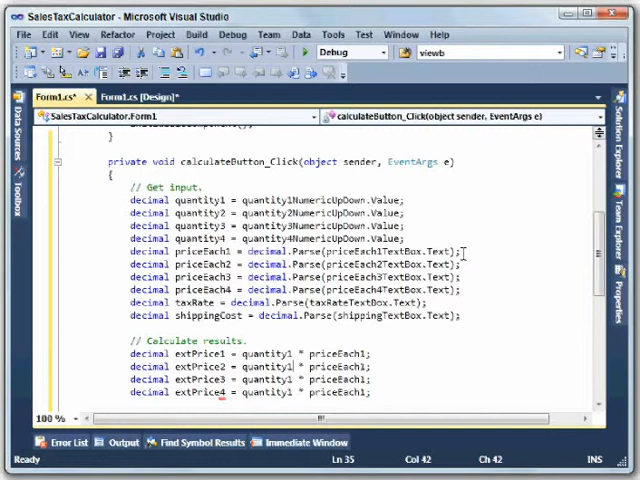 SalesTaxCalculator - Microsoft Visual Studio
File Edit View Refactor Project Build Debug Team Data Tools Test Window Help
Debug viewb
Form1.cs* Form1.cs [Design]*
SalesTaxCalculator.Form1 calculateButton_Click(object sender, EventArgs e)
}
private void calculateButton_Click(object sender, EventArgs e)
{
// Get input.
decimal quantity1 = quantity1NumericUpDown.Value;
decimal quantity2 = quantity2NumericUpDown.Value;
decimal quantity3 = quantity3NumericUpDown.Value;
decimal quantity4 = quantity4NumericUpDown.Value;
decimal priceEach1 = decimal.Parse(priceEach1TextBox.Text);
decimal priceEach2 = decimal.Parse(priceEach2TextBox.Text);
decimal priceEach3 = decimal.Parse(priceEach3TextBox.Text);
decimal priceEach4 = decimal.Parse(priceEach4TextBox.Text);
decimal taxRate = decimal.Parse(taxRateTextBox.Text);
decimal shippingCost = decimal.Parse(shippingTextBox.Text);
// Calculate results.
decimal extPrice1 = quantity1 * priceEach1;
decimal extPrice2 = quantity1 * priceEach1;
decimal extPrice3 = quantity1 * priceEach1;
decimal extPrice4 = quantity1 * priceEach1;
100 %
Error List Output Find Symbol Results Immediate Window
Ready Ln 35 Col 42 Ch 42 INS
Data Sources
Toolbox
Solution Explorer
Team Explorer
Properties